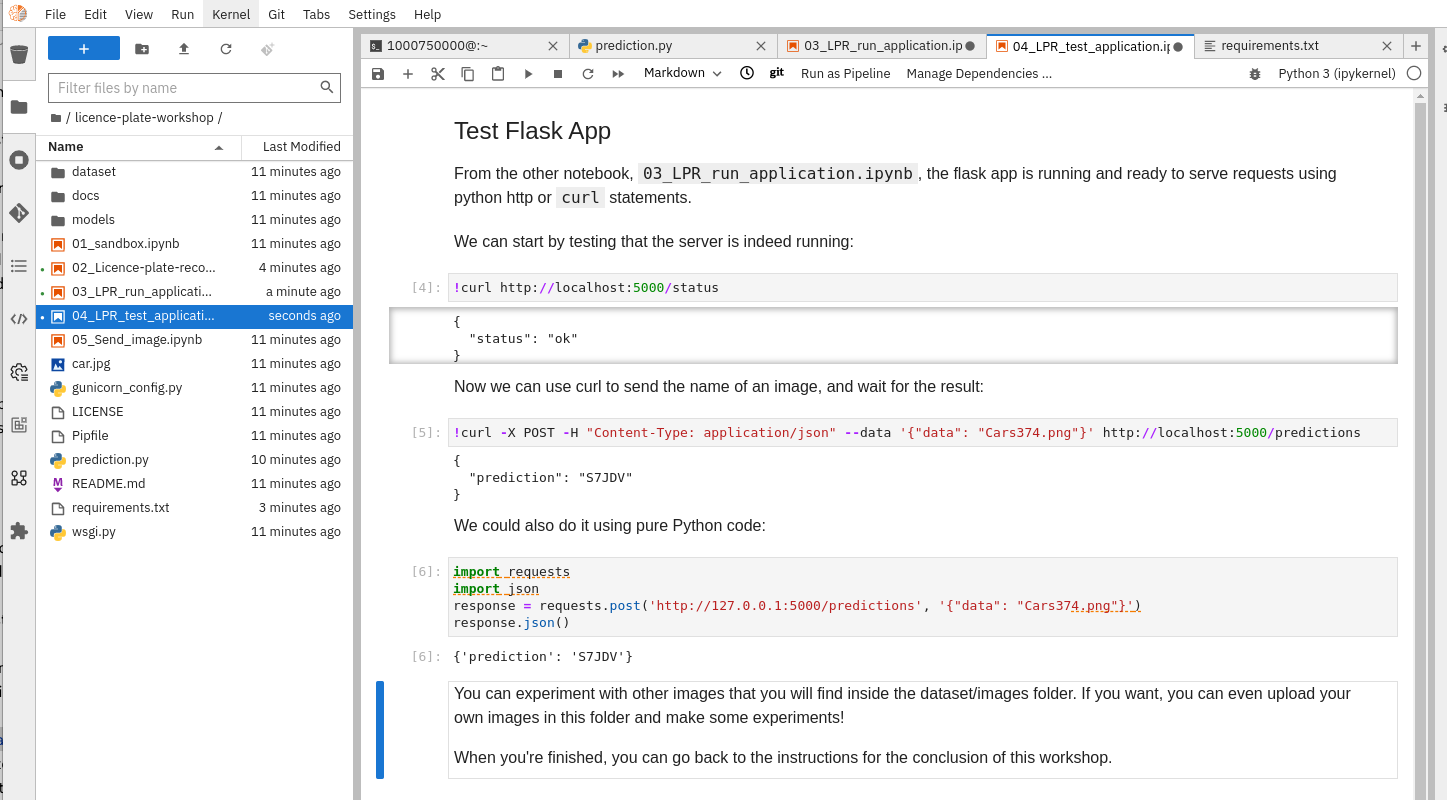 File Edit View Run Kernel Git Tabs Settings Help
1000750000@:~
prediction.py
03_LPR_run_application.ip
04_LPR_test_application.ip
requirements.txt
Markdown
git
Run as Pipeline
Manage Dependencies ...
Python 3 (ipykernel)
Filter files by name
/ licence-plate-workshop /
Name Last Modified
dataset 11 minutes ago
docs 11 minutes ago
models 11 minutes ago
01_sandbox.ipynb 11 minutes ago
02_Licence-plate-reco... 4 minutes ago
03_LPR_run_applicati... a minute ago
04_LPR_test_applicati... seconds ago
05_Send_image.ipynb 11 minutes ago
car.jpg 11 minutes ago
gunicorn_config.py 11 minutes ago
LICENSE 11 minutes ago
Pipfile 11 minutes ago
prediction.py 10 minutes ago
README.md 11 minutes ago
requirements.txt 3 minutes ago
wsgi.py 11 minutes ago
Test Flask App
From the other notebook, 03_LPR_run_application.ipynb, the flask app is running and ready to serve requests using
python http or curl statements.
We can start by testing that the server is indeed running:
[4]: !curl http://localhost:5000/status
{
"status": "ok"
}
Now we can use curl to send the name of an image, and wait for the result:
[5]: !curl -X POST -H "Content-Type: application/json" --data '{"data": "Cars374.png"}' http://localhost:5000/predictions
{
"prediction": "S7JDV"
}
We could also do it using pure Python code:
[6]: import requests
import json
response = requests.post('http://127.0.0.1:5000/predictions', '{"data": "Cars374.png"}')
response.json()
[6]: {'prediction': 'S7JDV'}
You can experiment with other images that you will find inside the dataset/images folder. If you want, you can even upload your
own images in this folder and make some experiments!
When you're finished, you can go back to the instructions for the conclusion of this workshop.